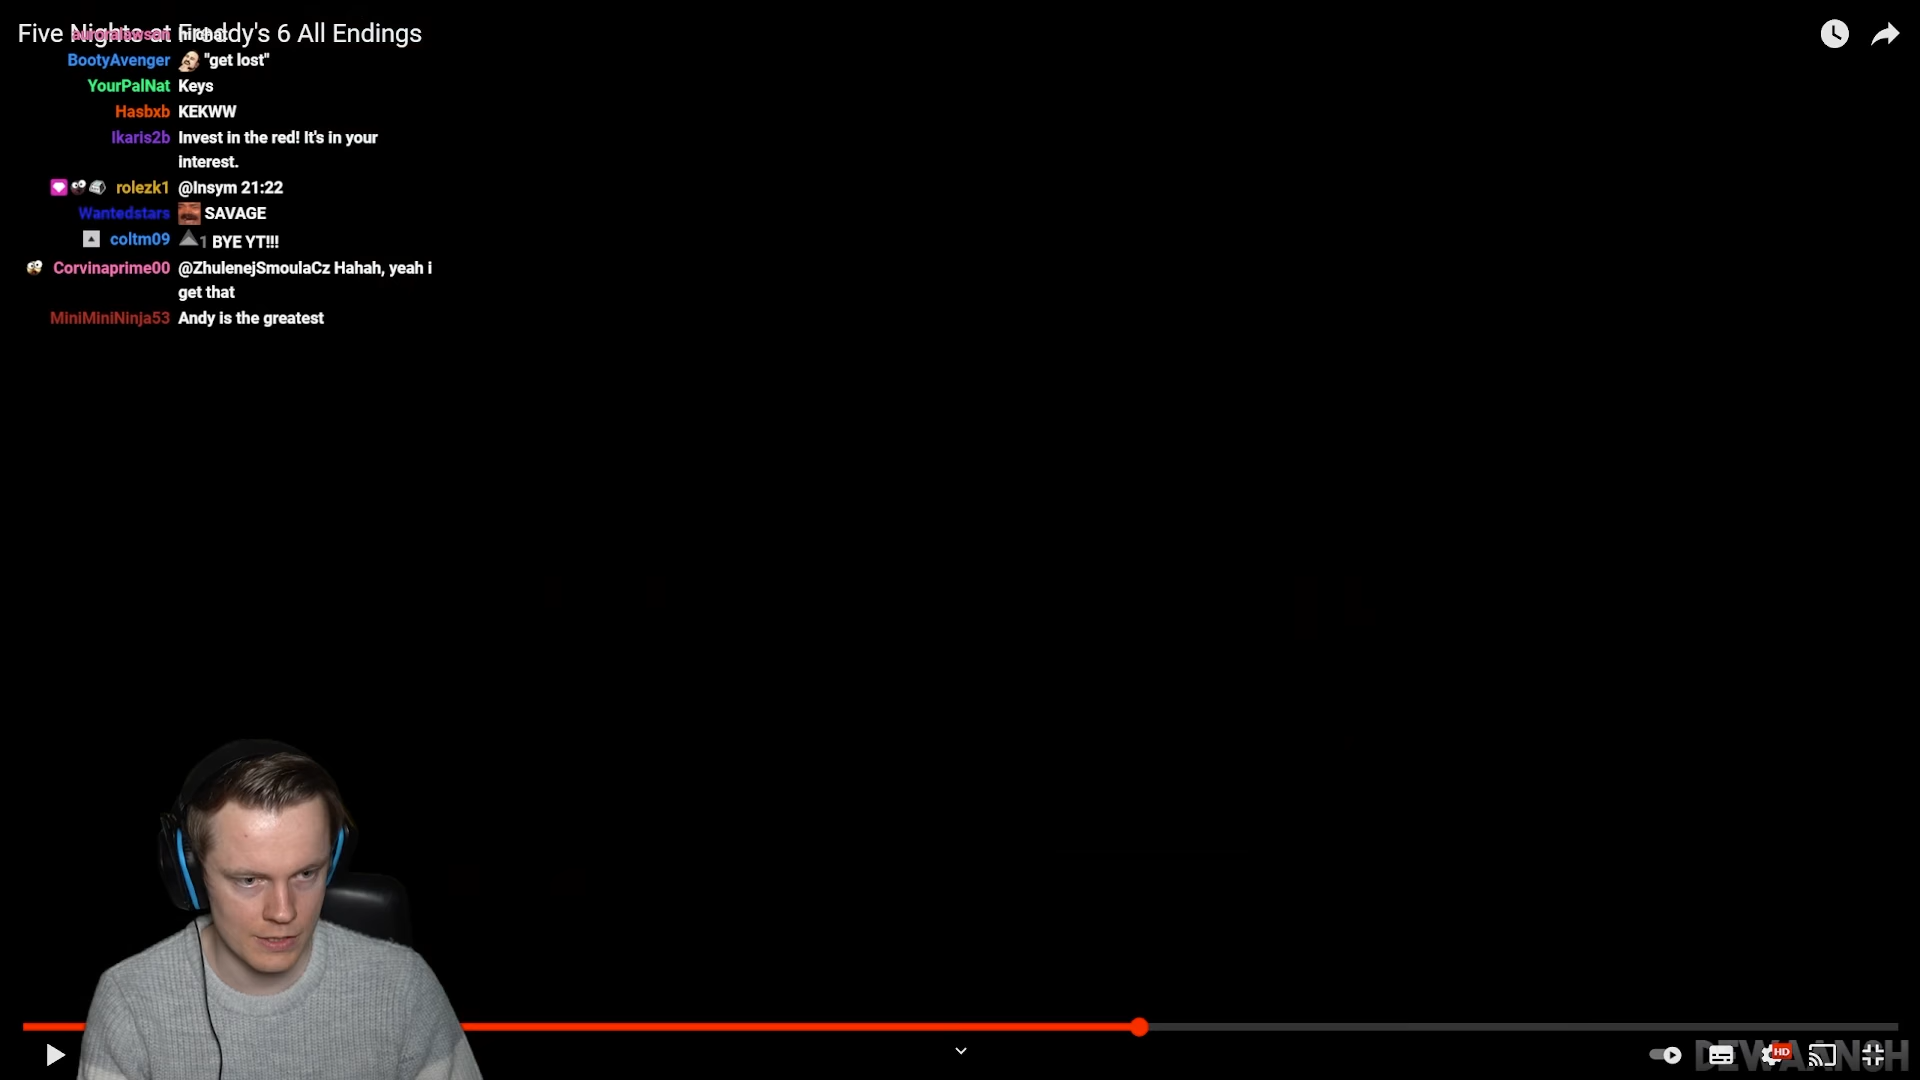 Five Nights at Freddy's 6 All Endings
BootyAvenger "get lost"
YourPalNat Keys
Hasbxb KEKWW
Ikaris2b Invest in the red! It's in your
interest.
rolezk1 @Insym 21:22
Wantedstars SAVAGE
coltm09 1 BYE YT!!!
Corvinaprime00 @ZhulenejSmoulaCz Hahah, yeah i
get that
MiniMiniNinja53 Andy is the greatest
HD
DEWAANSH